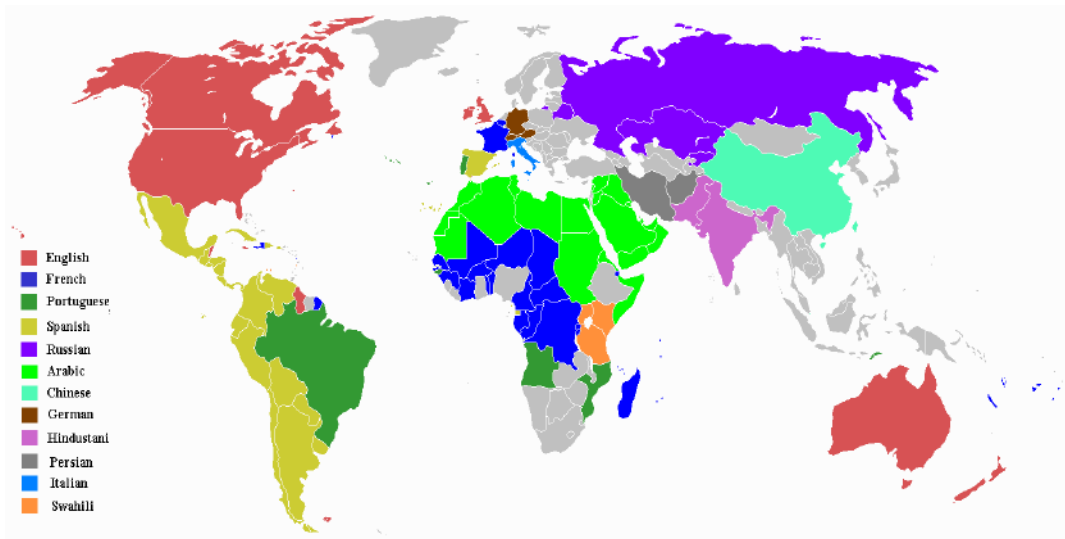 English
French
Portuguese
Spanish
Russian
Arabic
Chinese
German
Hindustani
Persian
Italian
Swahili